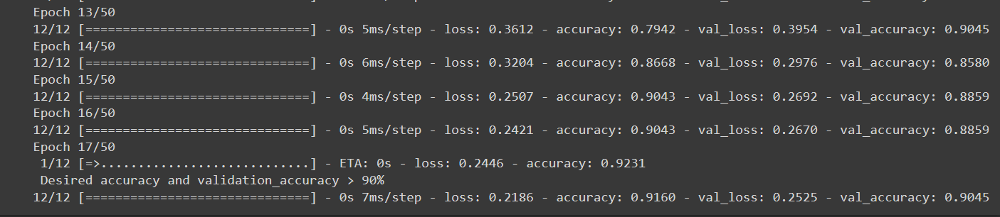 Epoch 13/50
12/12 [==============================] - 0s 5ms/step - loss: 0.3612 - accuracy: 0.7942 - val_loss: 0.3954 - val_accuracy: 0.9045
Epoch 14/50
12/12 [==============================] - 0s 6ms/step - loss: 0.3204 - accuracy: 0.8668 - val_loss: 0.2976 - val_accuracy: 0.8580
Epoch 15/50
12/12 [==============================] - 0s 4ms/step - loss: 0.2507 - accuracy: 0.9043 - val_loss: 0.2692 - val_accuracy: 0.8859
Epoch 16/50
12/12 [==============================] - 0s 5ms/step - loss: 0.2421 - accuracy: 0.9043 - val_loss: 0.2670 - val_accuracy: 0.8859
Epoch 17/50
1/12 [=>............................] - ETA: 0s - loss: 0.2446 - accuracy: 0.9231
Desired accuracy and validation_accuracy > 90%
12/12 [==============================] - 0s 7ms/step - loss: 0.2186 - accuracy: 0.9160 - val_loss: 0.2525 - val_accuracy: 0.9045